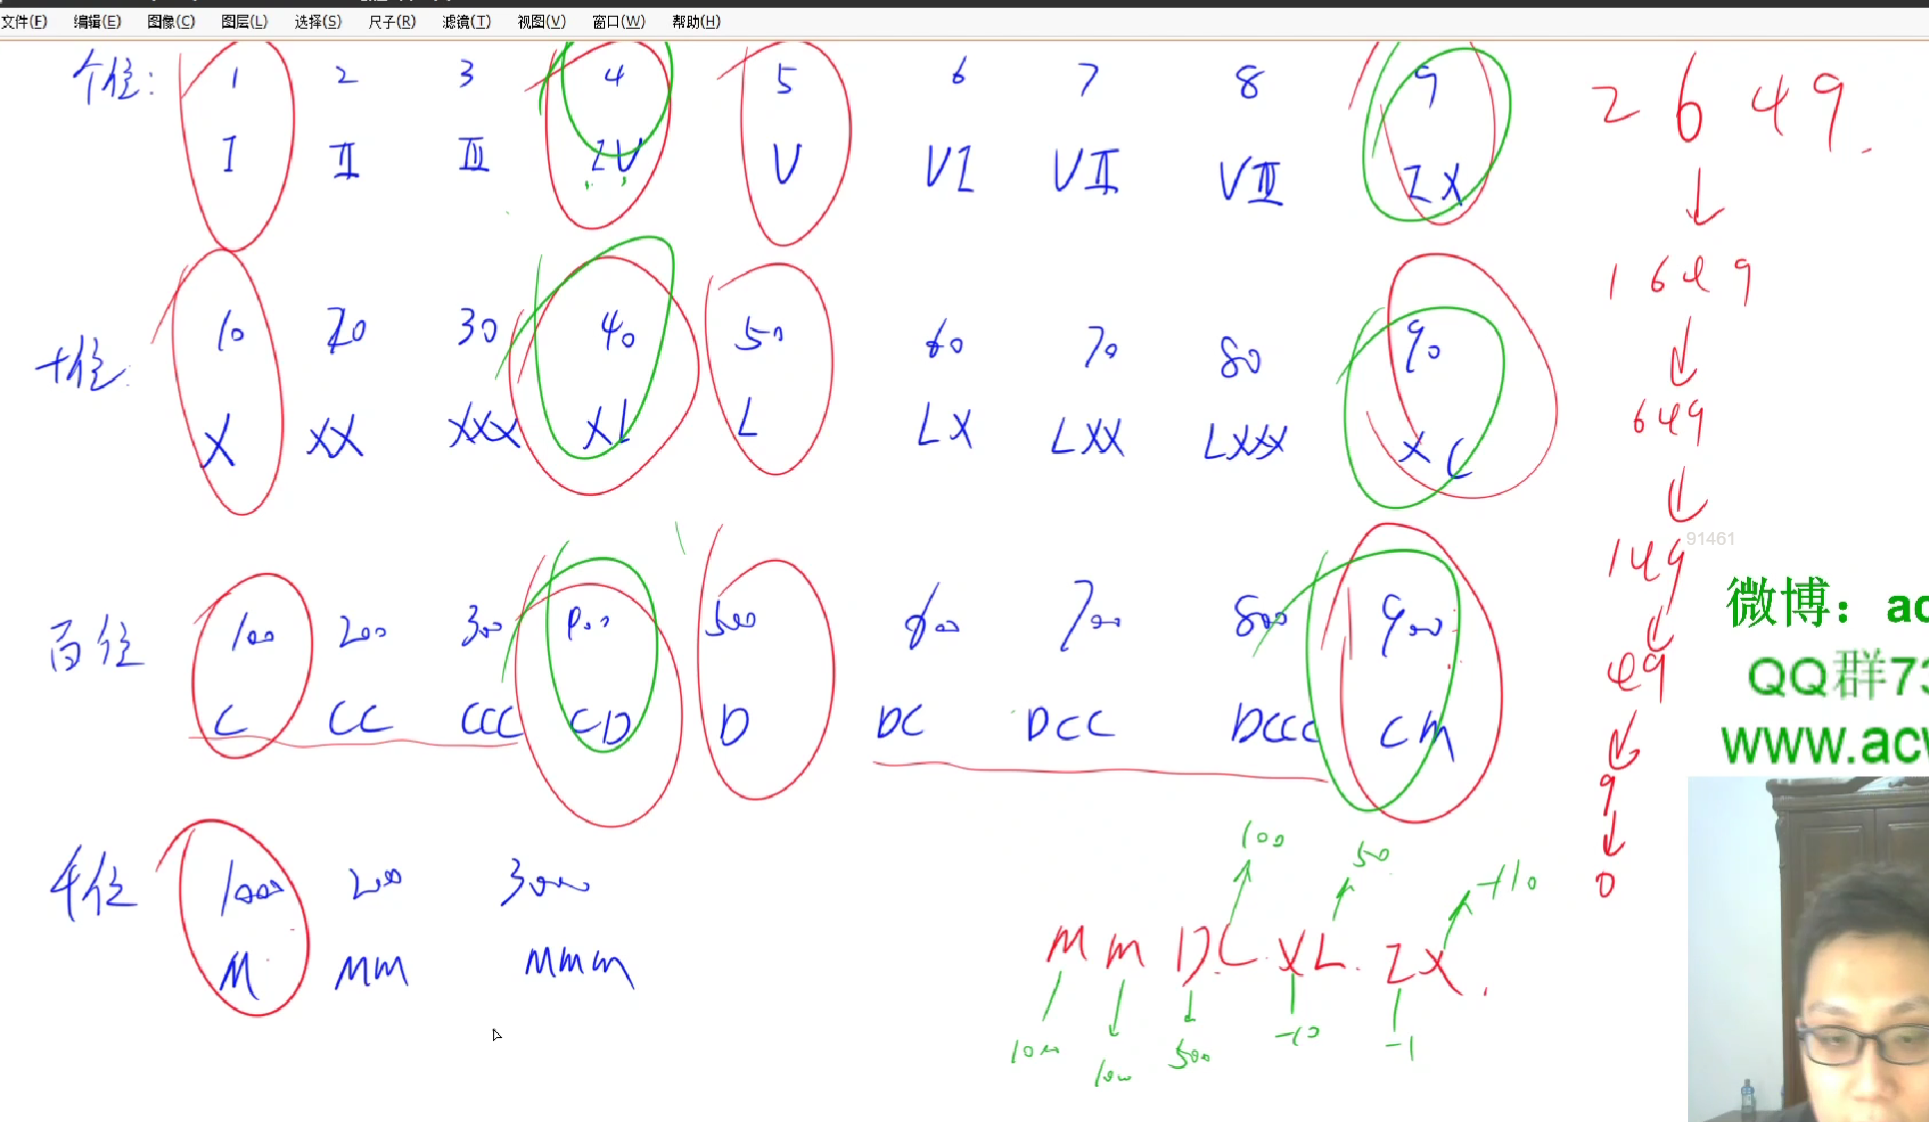 文件(F) 编辑(E) 图像(C) 图层(L) 选择(S) 尺子(R) 滤镜(T) 视图(V) 窗口(W) 帮助(H)
个位: 1 2 3 4 5 6 7 8 9
I II III IV V VI VII VIII IX
十位: 10 20 30 40 50 60 70 80 90
X XX XXX XL L LX LXX LXXX XC
百位 100 200 300 400 500 600 700 800 900
C CC CCC CD D DC DCC DCCC CM
千位 1000 2000 3000
M MM MMM
2649.
1649
649
149
49
9
0
100 50 +10
M M D C X L I X.
1000 1000 500 -10 -1
91461
微博：ac
QQ群73
www.acw